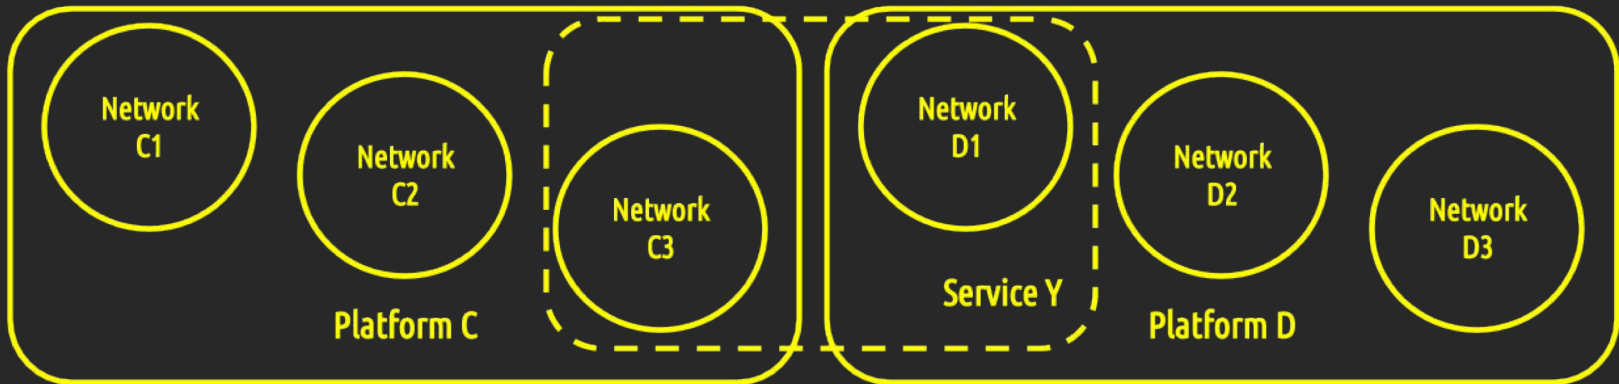 Network
C1
Network
C2
Network
C3
Platform C
Network
D1
Service Y
Network
D2
Network
D3
Platform D